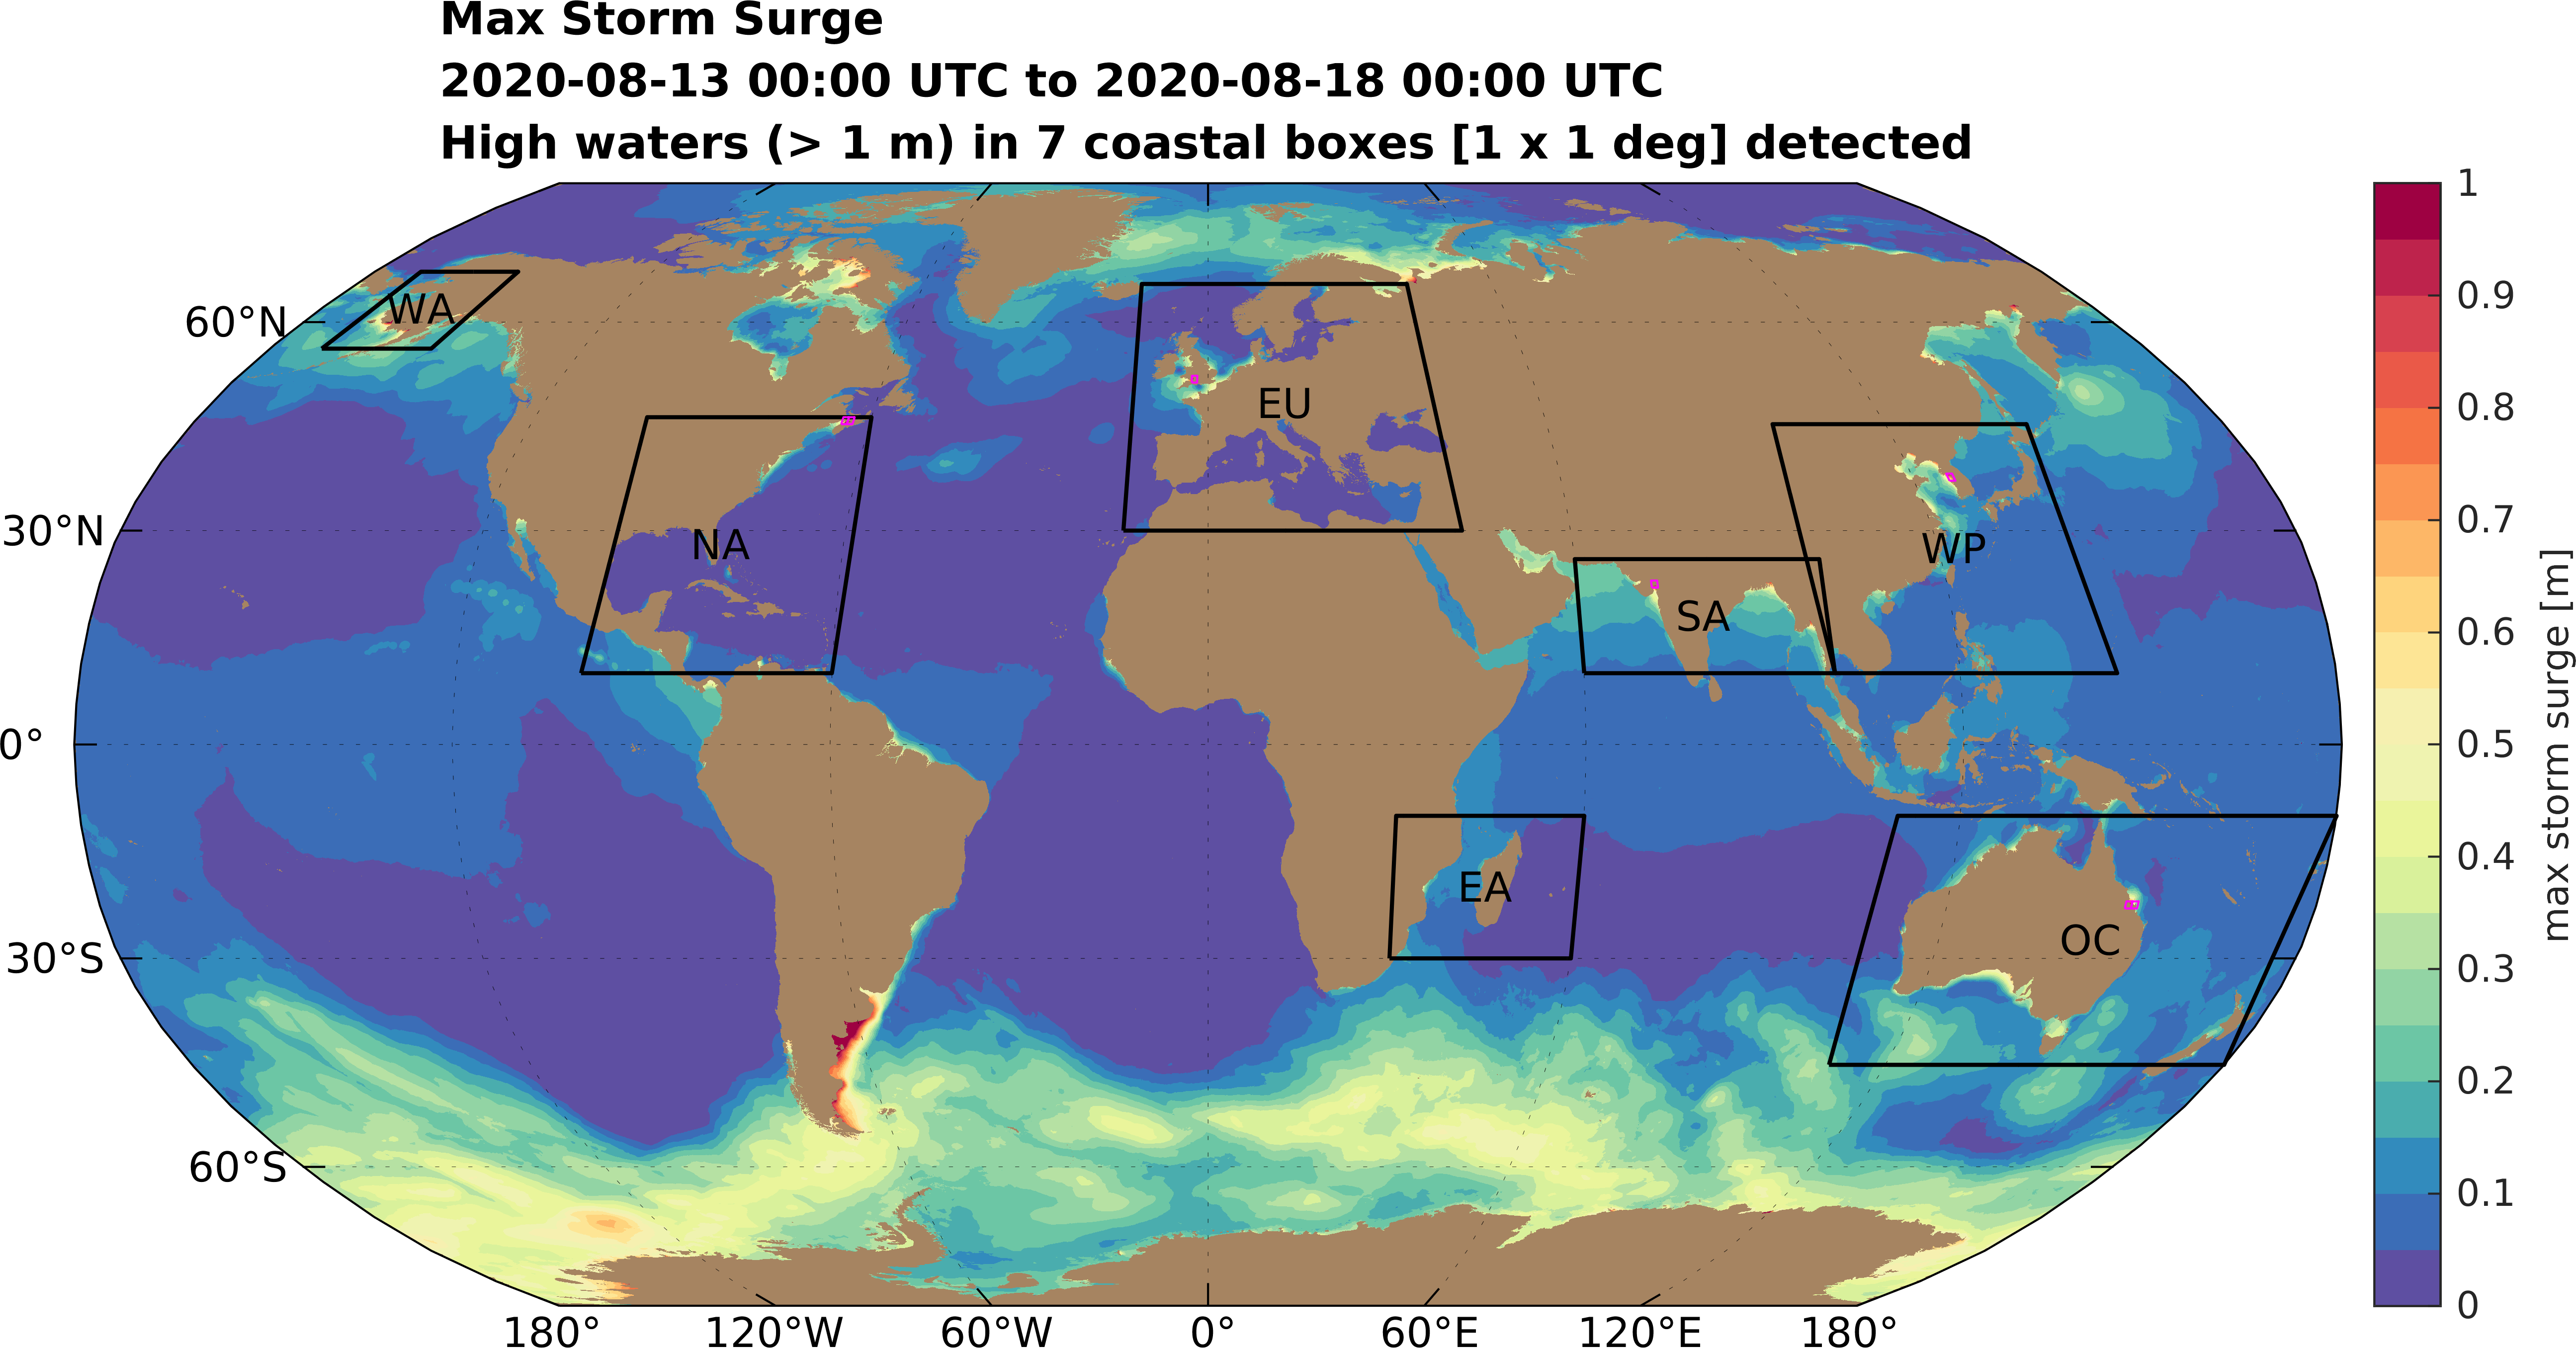 Max Storm Surge
2020-08-13 00:00 UTC to 2020-08-18 00:00 UTC
High waters (> 1 m) in 7 coastal boxes [1 x 1 deg] detected
WA
60°N
EU
30°N
NA
WP
SA
0°
EA
OC
30°S
60°S
180°
120°W
60°W
0°
60°E
120°E
180°
1
0.9
0.8
0.7
0.6
0.5
0.4
0.3
0.2
0.1
0
max storm surge [m]